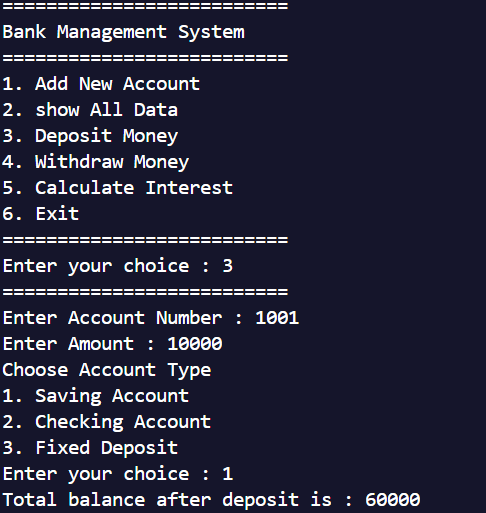 ==========================
Bank Management System
==========================
1. Add New Account
2. show All Data
3. Deposit Money
4. Withdraw Money
5. Calculate Interest
6. Exit
==========================
Enter your choice : 3
==========================
Enter Account Number : 1001
Enter Amount : 10000
Choose Account Type
1. Saving Account
2. Checking Account
3. Fixed Deposit
Enter your choice : 1
Total balance after deposit is : 60000